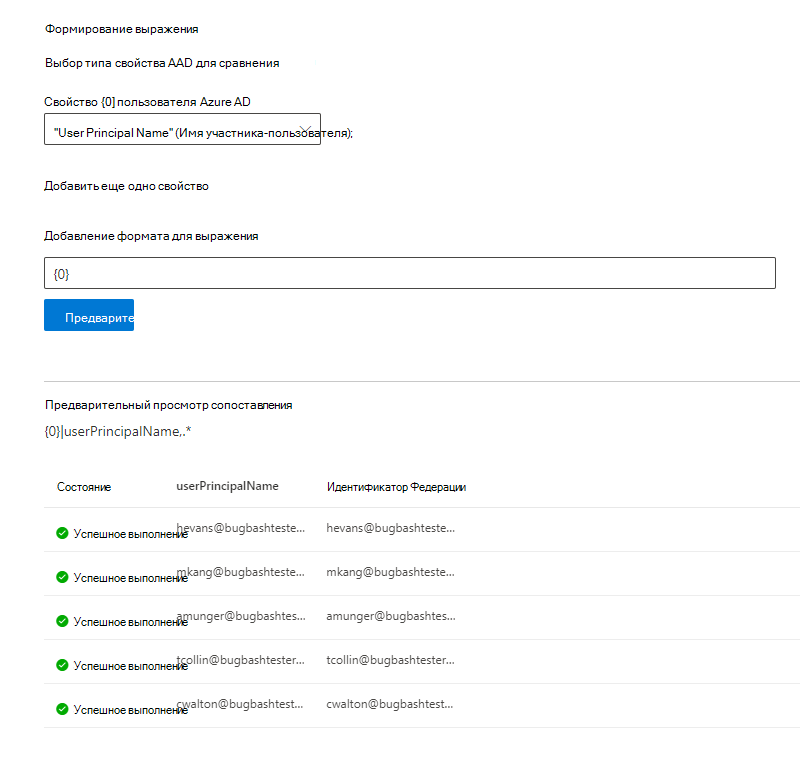 Формирование выражения
Выбор типа свойства AAD для сравнения
Свойство {0} пользователя Azure AD
"User Principal Name" (Имя участника-пользователя);
Добавить еще одно свойство
Добавление формата для выражения
{0}
Предварите
Предварительный просмотр сопоставления
{0}|userPrincipalName,.*
Состояние userPrincipalName Идентификатор Федерации
Успешное выполнение hevans@bugbashteste... hevans@bugbashteste...
Успешное выполнение mkang@bugbashteste... mkang@bugbashteste...
Успешное выполнение amunger@bugbashtes... amunger@bugbashtes...
Успешное выполнение tcollin@bugbashtester... tcollin@bugbashtester...
Успешное выполнение cwalton@bugbashtest... cwalton@bugbashtest...